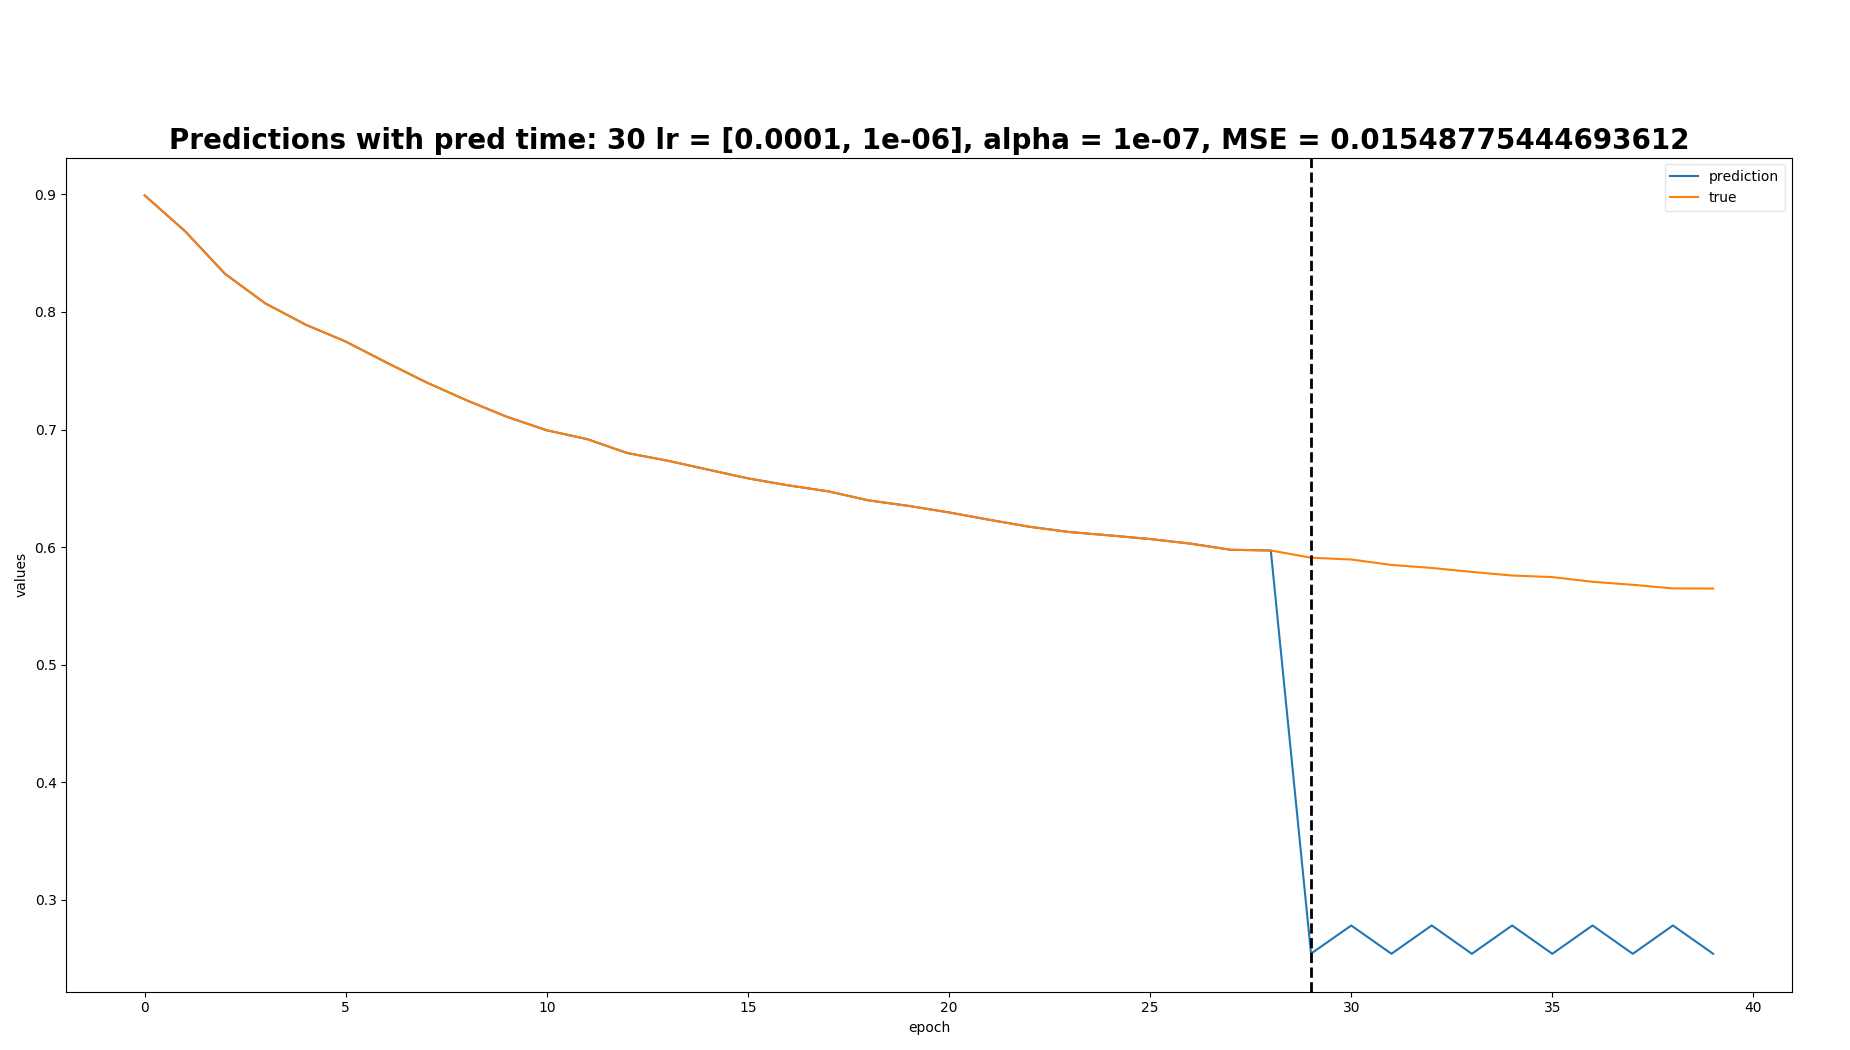 Predictions with pred time: 30 lr = [0.0001, 1e-06], alpha = 1e-07, MSE = 0.01548775444693612
prediction
true
0.9
0.8
0.7
0.6
0.5
0.4
0.3
values
0 5 10 15 20 25 30 35 40
epoch